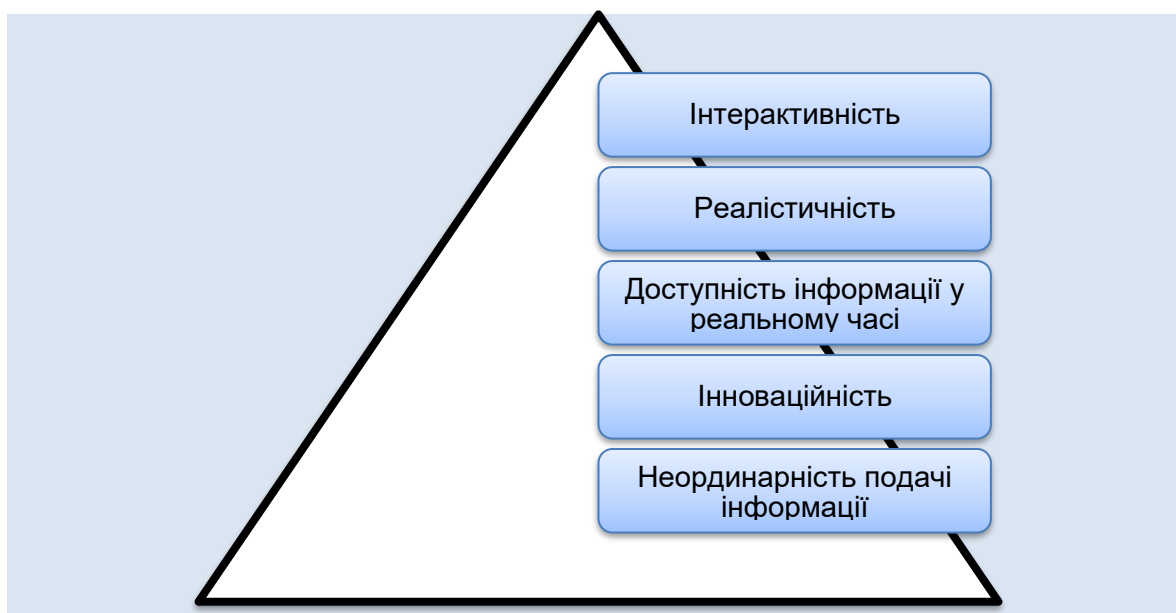 Інтерактивність
Реалістичність
Доступність інформації у
реальному часі
Інноваційність
Неординарність подачі
інформації